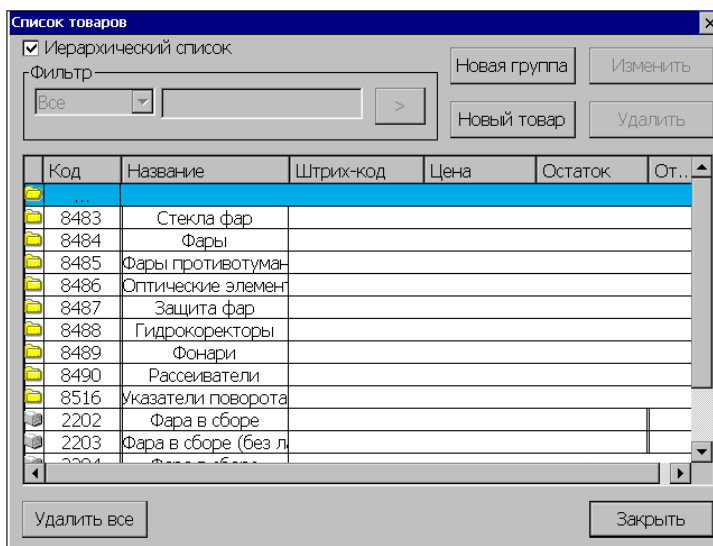 Список товаров
Иерархический список
Фильтр
Все
>
Новая группа
Изменить
Новый товар
Удалить
Код Название Штрих-код Цена Остаток От...
...
8483 Стекла фар
8484 Фары
8485 Фары противотуман
8486 Оптические элемент
8487 Защита фар
8488 Гидрокоректоры
8489 Фонари
8490 Рассеиватели
8516 Указатели поворота
2202 Фара в сборе
2203 Фара в сборе (без л
Удалить все
Закрыть